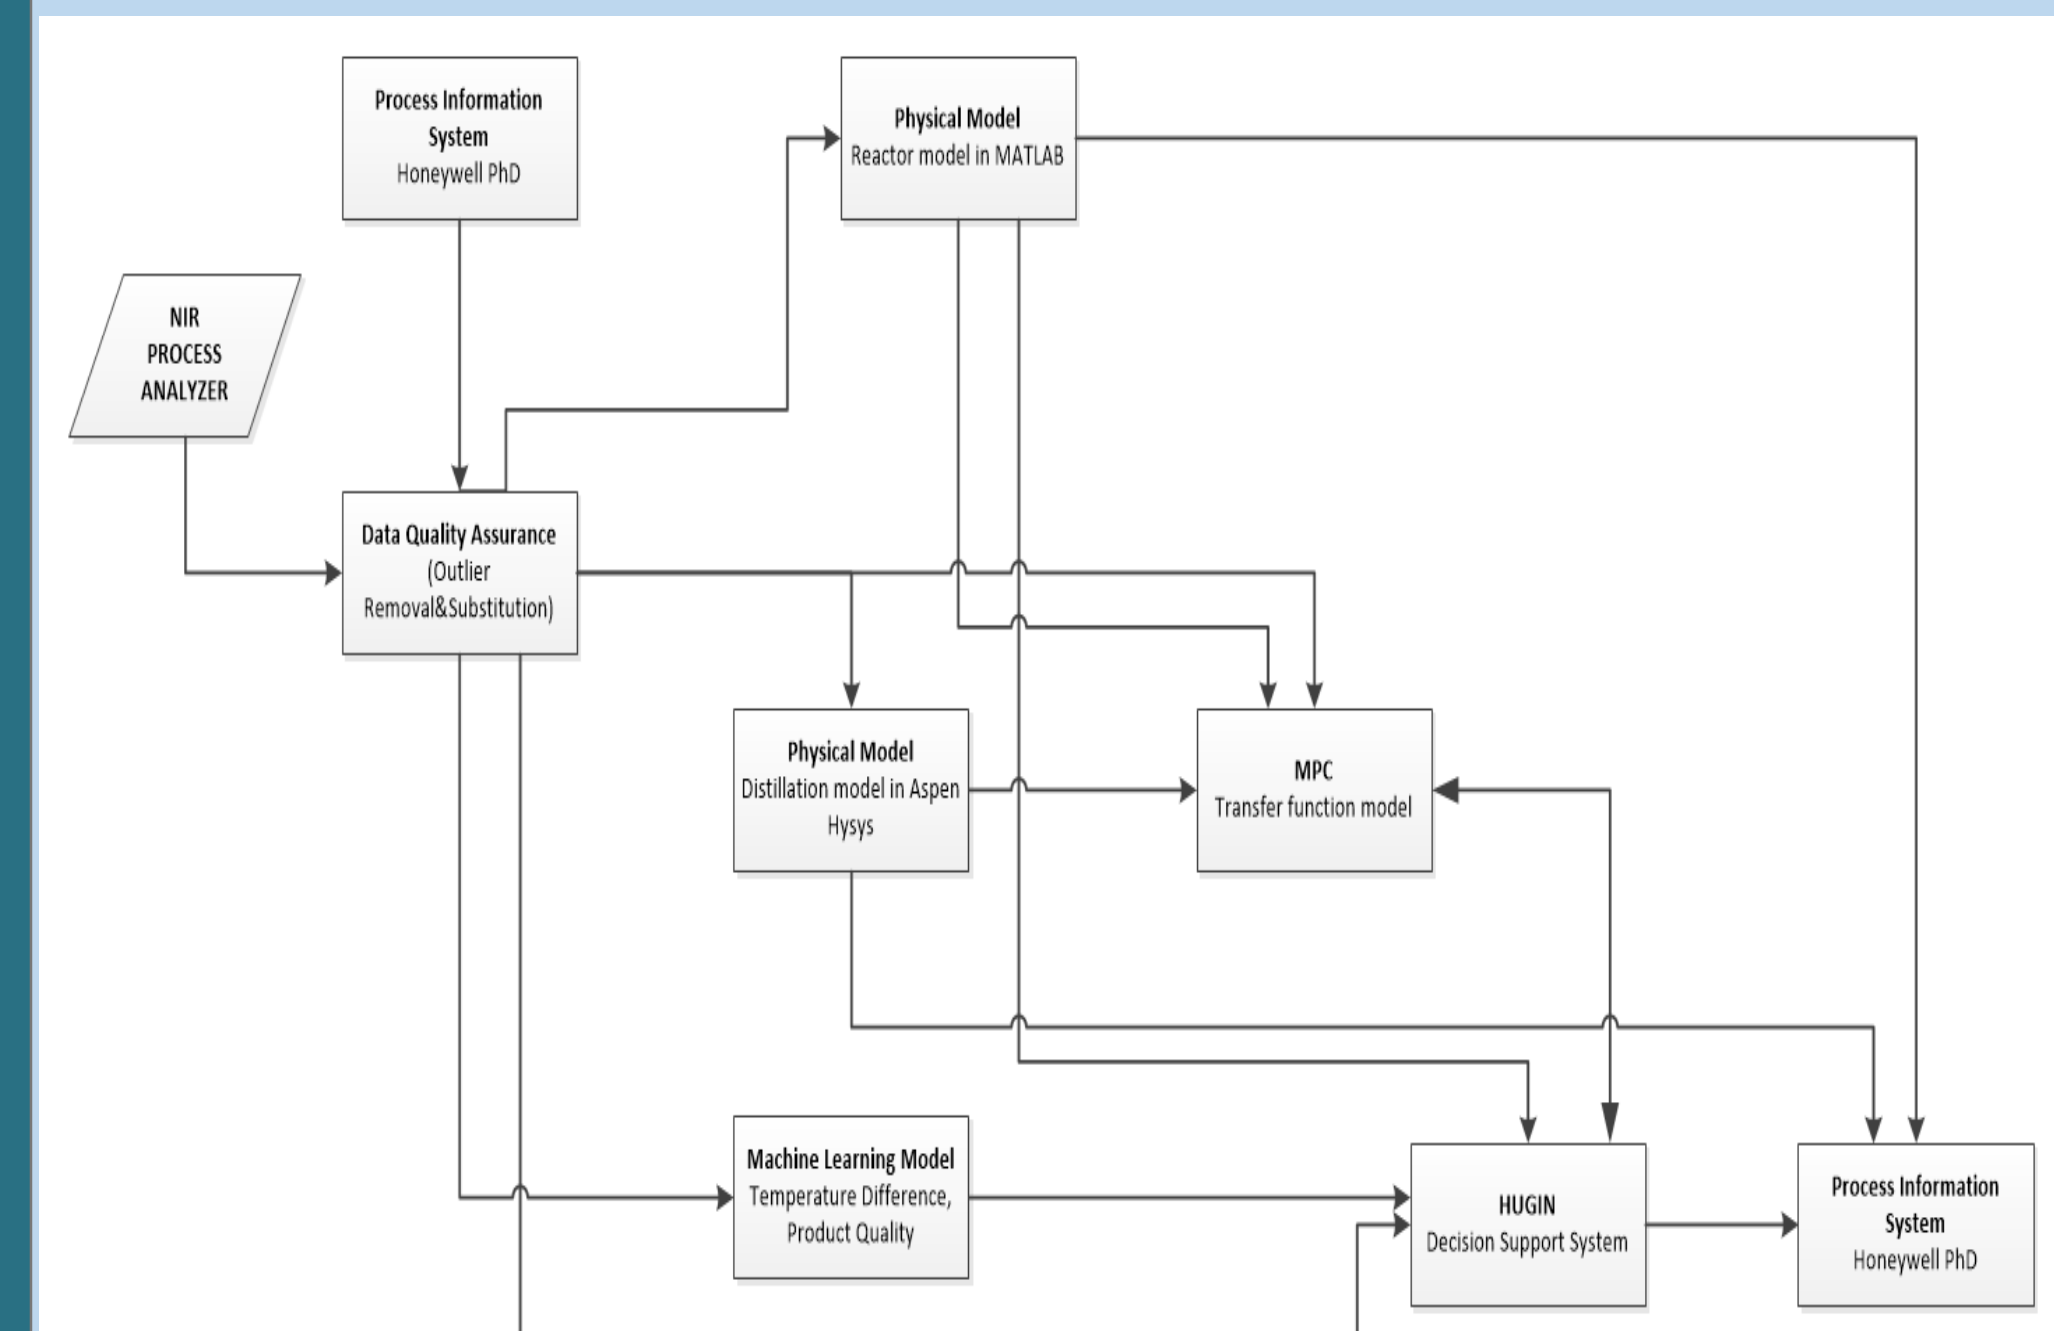 Process Information
System
Honeywell PhD
Physical Model
Reactor model in MATLAB
NIR
PROCESS
ANALYZER
Data Quality Assurance
(Outlier
Removal&Substitution)
Physical Model
Distillation model in Aspen
Hysys
MPC
Transfer function model
Machine Learning Model
Temperature Difference,
Product Quality
HUGIN
Decision Support System
Process Information
System
Honeywell PhD